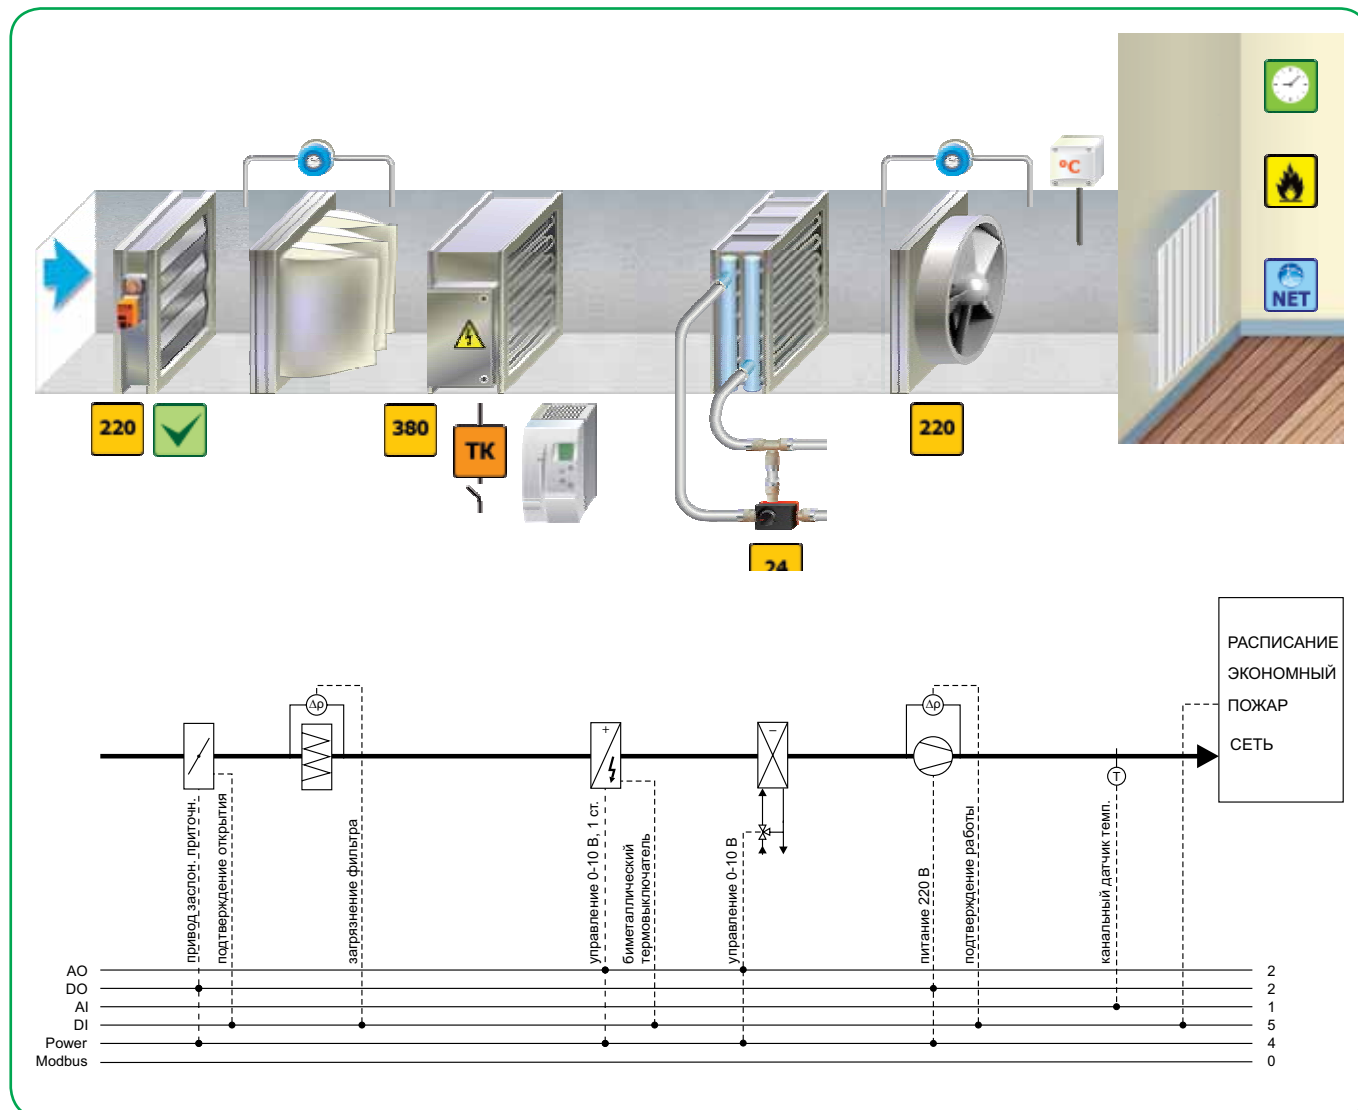 °C
NET
220
380
ТК
220
24
РАСПИСАНИЕ
ЭКОНОМНЫЙ
ПОЖАР
СЕТЬ
Δρ
Δρ
+
–
T
привод заслон. приточн.
подтверждение открытия
загрязнение фильтра
управление 0-10 В, 1 ст.
биметаллический
термовыключатель
управление 0-10 В
питание 220 В
подтверждение работы
канальный датчик темп.
AO 2
DO 2
AI 1
DI 5
Power 4
Modbus 0